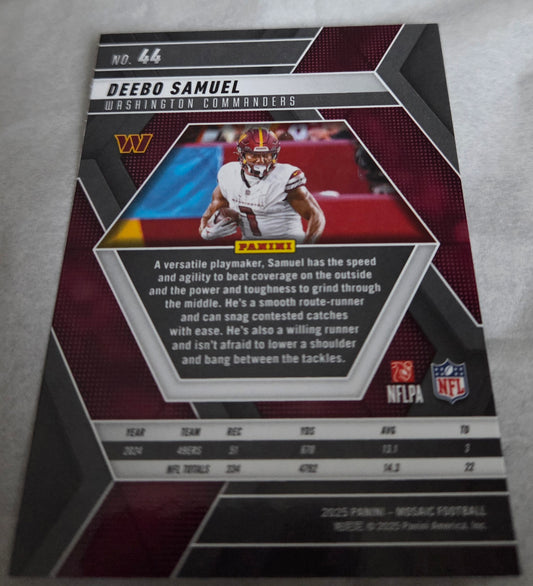 NO. 44
DEEBO SAMUEL
WASHINGTON COMMANDERS
W
PANINI
A versatile playmaker, Samuel has the speed
and agility to beat coverage on the outside
and the power and toughness to grind through
the middle. He's a smooth route-runner
and can snag contested catches
with ease. He's also a willing runner
and isn't afraid to lower a shoulder
and bang between the tackles.
NFLPA
NFL
YEAR TEAM REC YDS AVG TD
2024 49ERS 51 670 13.1 3
NFL TOTALS 334 4792 14.3 22
2025 PANINI – MOSAIC FOOTBALL
© 2025 Panini America, Inc.